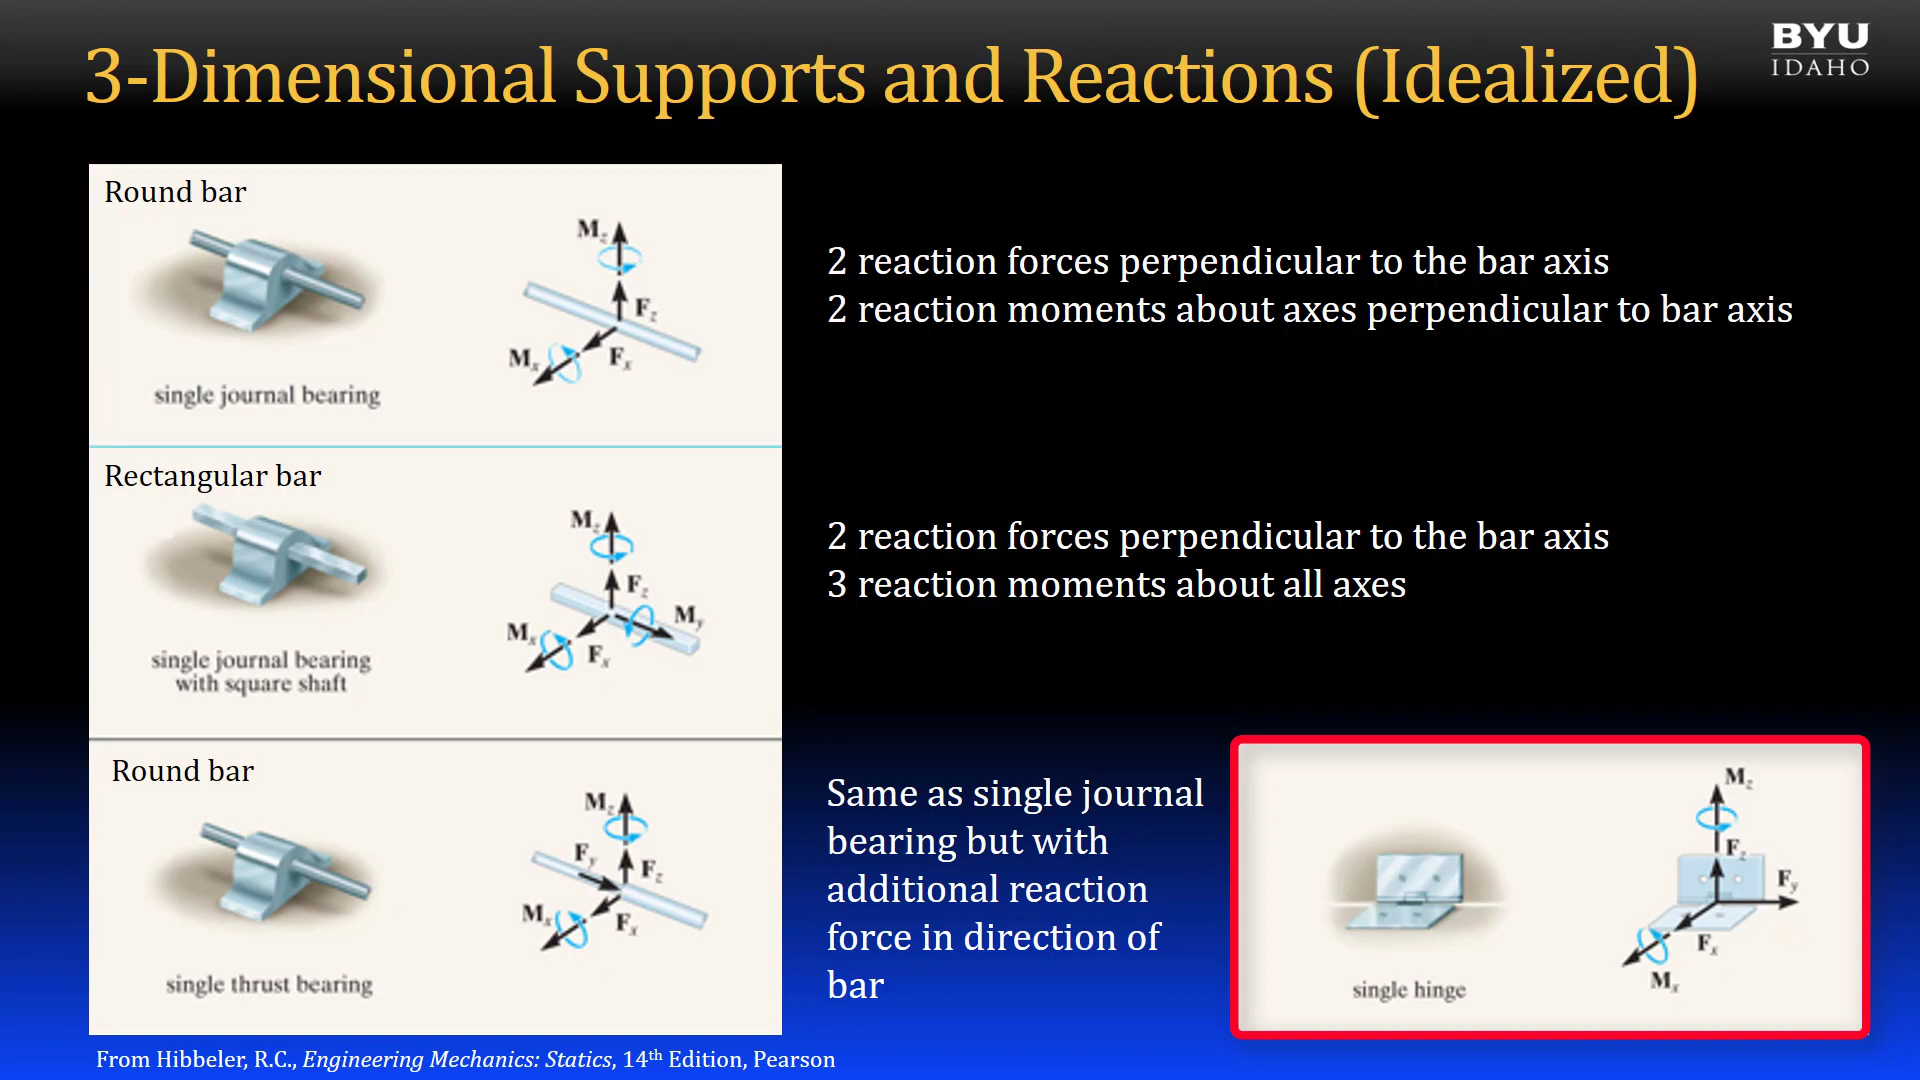 3-Dimensional Supports and Reactions (Idealized)
BYU
IDAHO
Round bar
M_z
F_z
M_x
F_x
single journal bearing
2 reaction forces perpendicular to the bar axis
2 reaction moments about axes perpendicular to bar axis
Rectangular bar
M_z
F_z
M_y
M_x
F_x
single journal bearing
with square shaft
2 reaction forces perpendicular to the bar axis
3 reaction moments about all axes
Round bar
M_z
F_y
F_z
M_x
F_x
single thrust bearing
Same as single journal
bearing but with
additional reaction
force in direction of
bar
M_z
F_z
F_y
F_x
M_x
single hinge
From Hibbeler, R.C., Engineering Mechanics: Statics, 14th Edition, Pearson